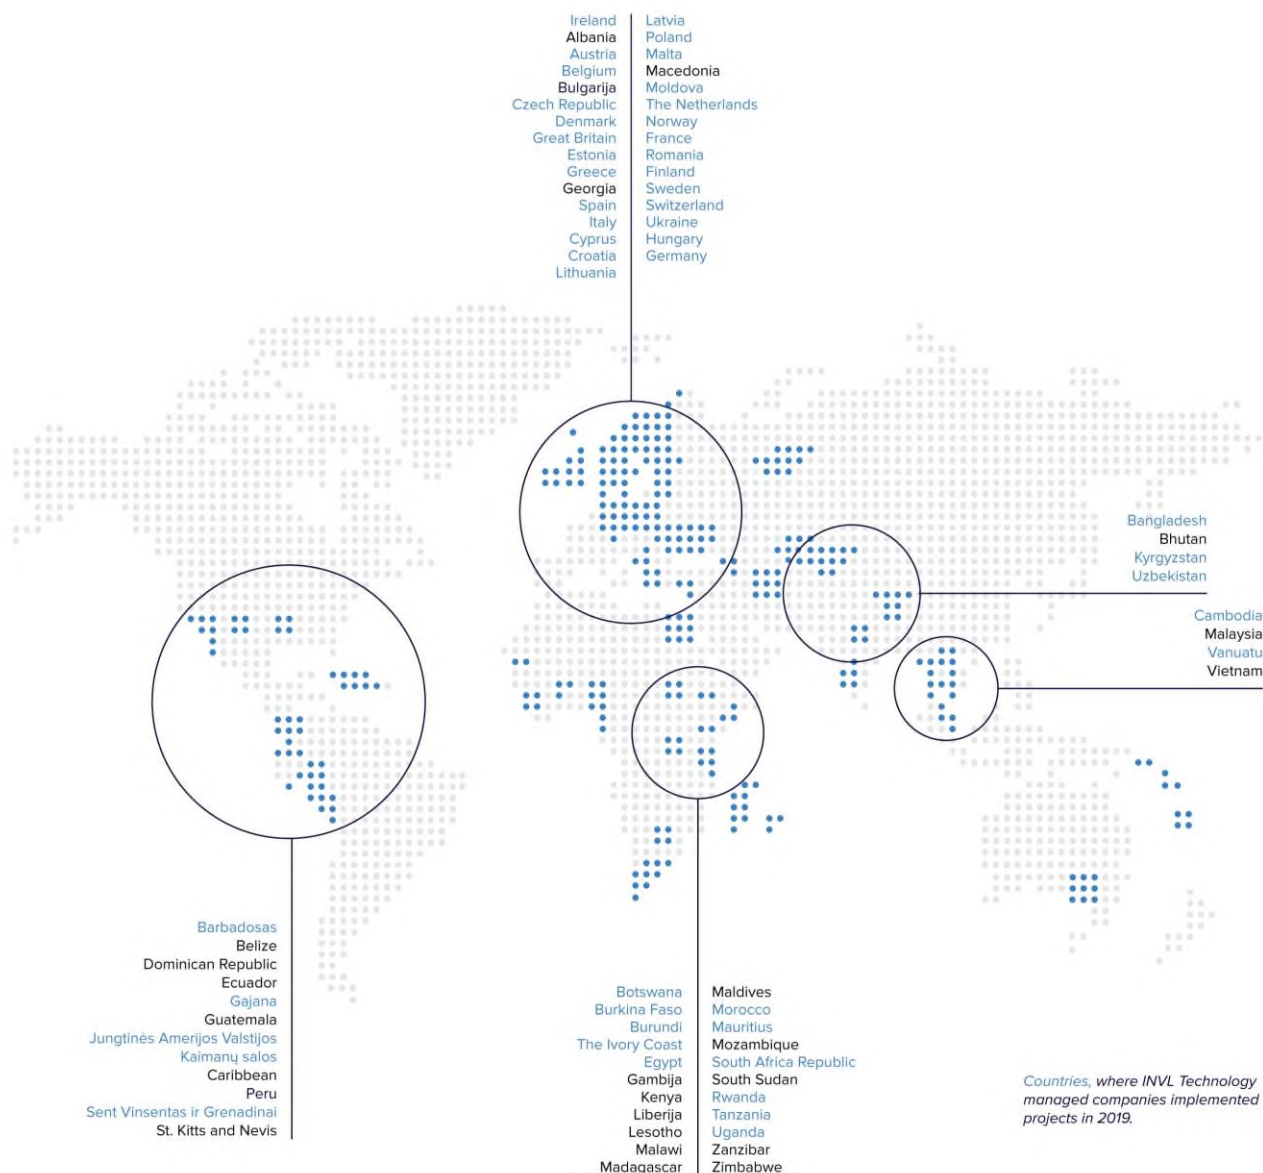 Ireland
Albania
Austria
Belgium
Bulgarija
Czech Republic
Denmark
Great Britain
Estonia
Greece
Georgia
Spain
Italy
Cyprus
Croatia
Lithuania
Latvia
Poland
Malta
Macedonia
Moldova
The Netherlands
Norway
France
Romania
Finland
Sweden
Switzerland
Ukraine
Hungary
Germany
Bangladesh
Bhutan
Kyrgyzstan
Uzbekistan
Cambodia
Malaysia
Vanuatu
Vietnam
Barbadosas
Belize
Dominican Republic
Ecuador
Gajana
Guatemala
Jungtinės Amerijos Valstijos
Kaimanų salos
Caribbean
Peru
Sent Vinsentas ir Grenadinai
St. Kitts and Nevis
Botswana
Burkina Faso
Burundi
The Ivory Coast
Egypt
Gambija
Kenya
Liberija
Lesotho
Malawi
Madagascar
Maldives
Morocco
Mauritius
Mozambique
South Africa Republic
South Sudan
Rwanda
Tanzania
Uganda
Zanzibar
Zimbabwe
Countries, where INVL Technology
managed companies implemented
projects in 2019.